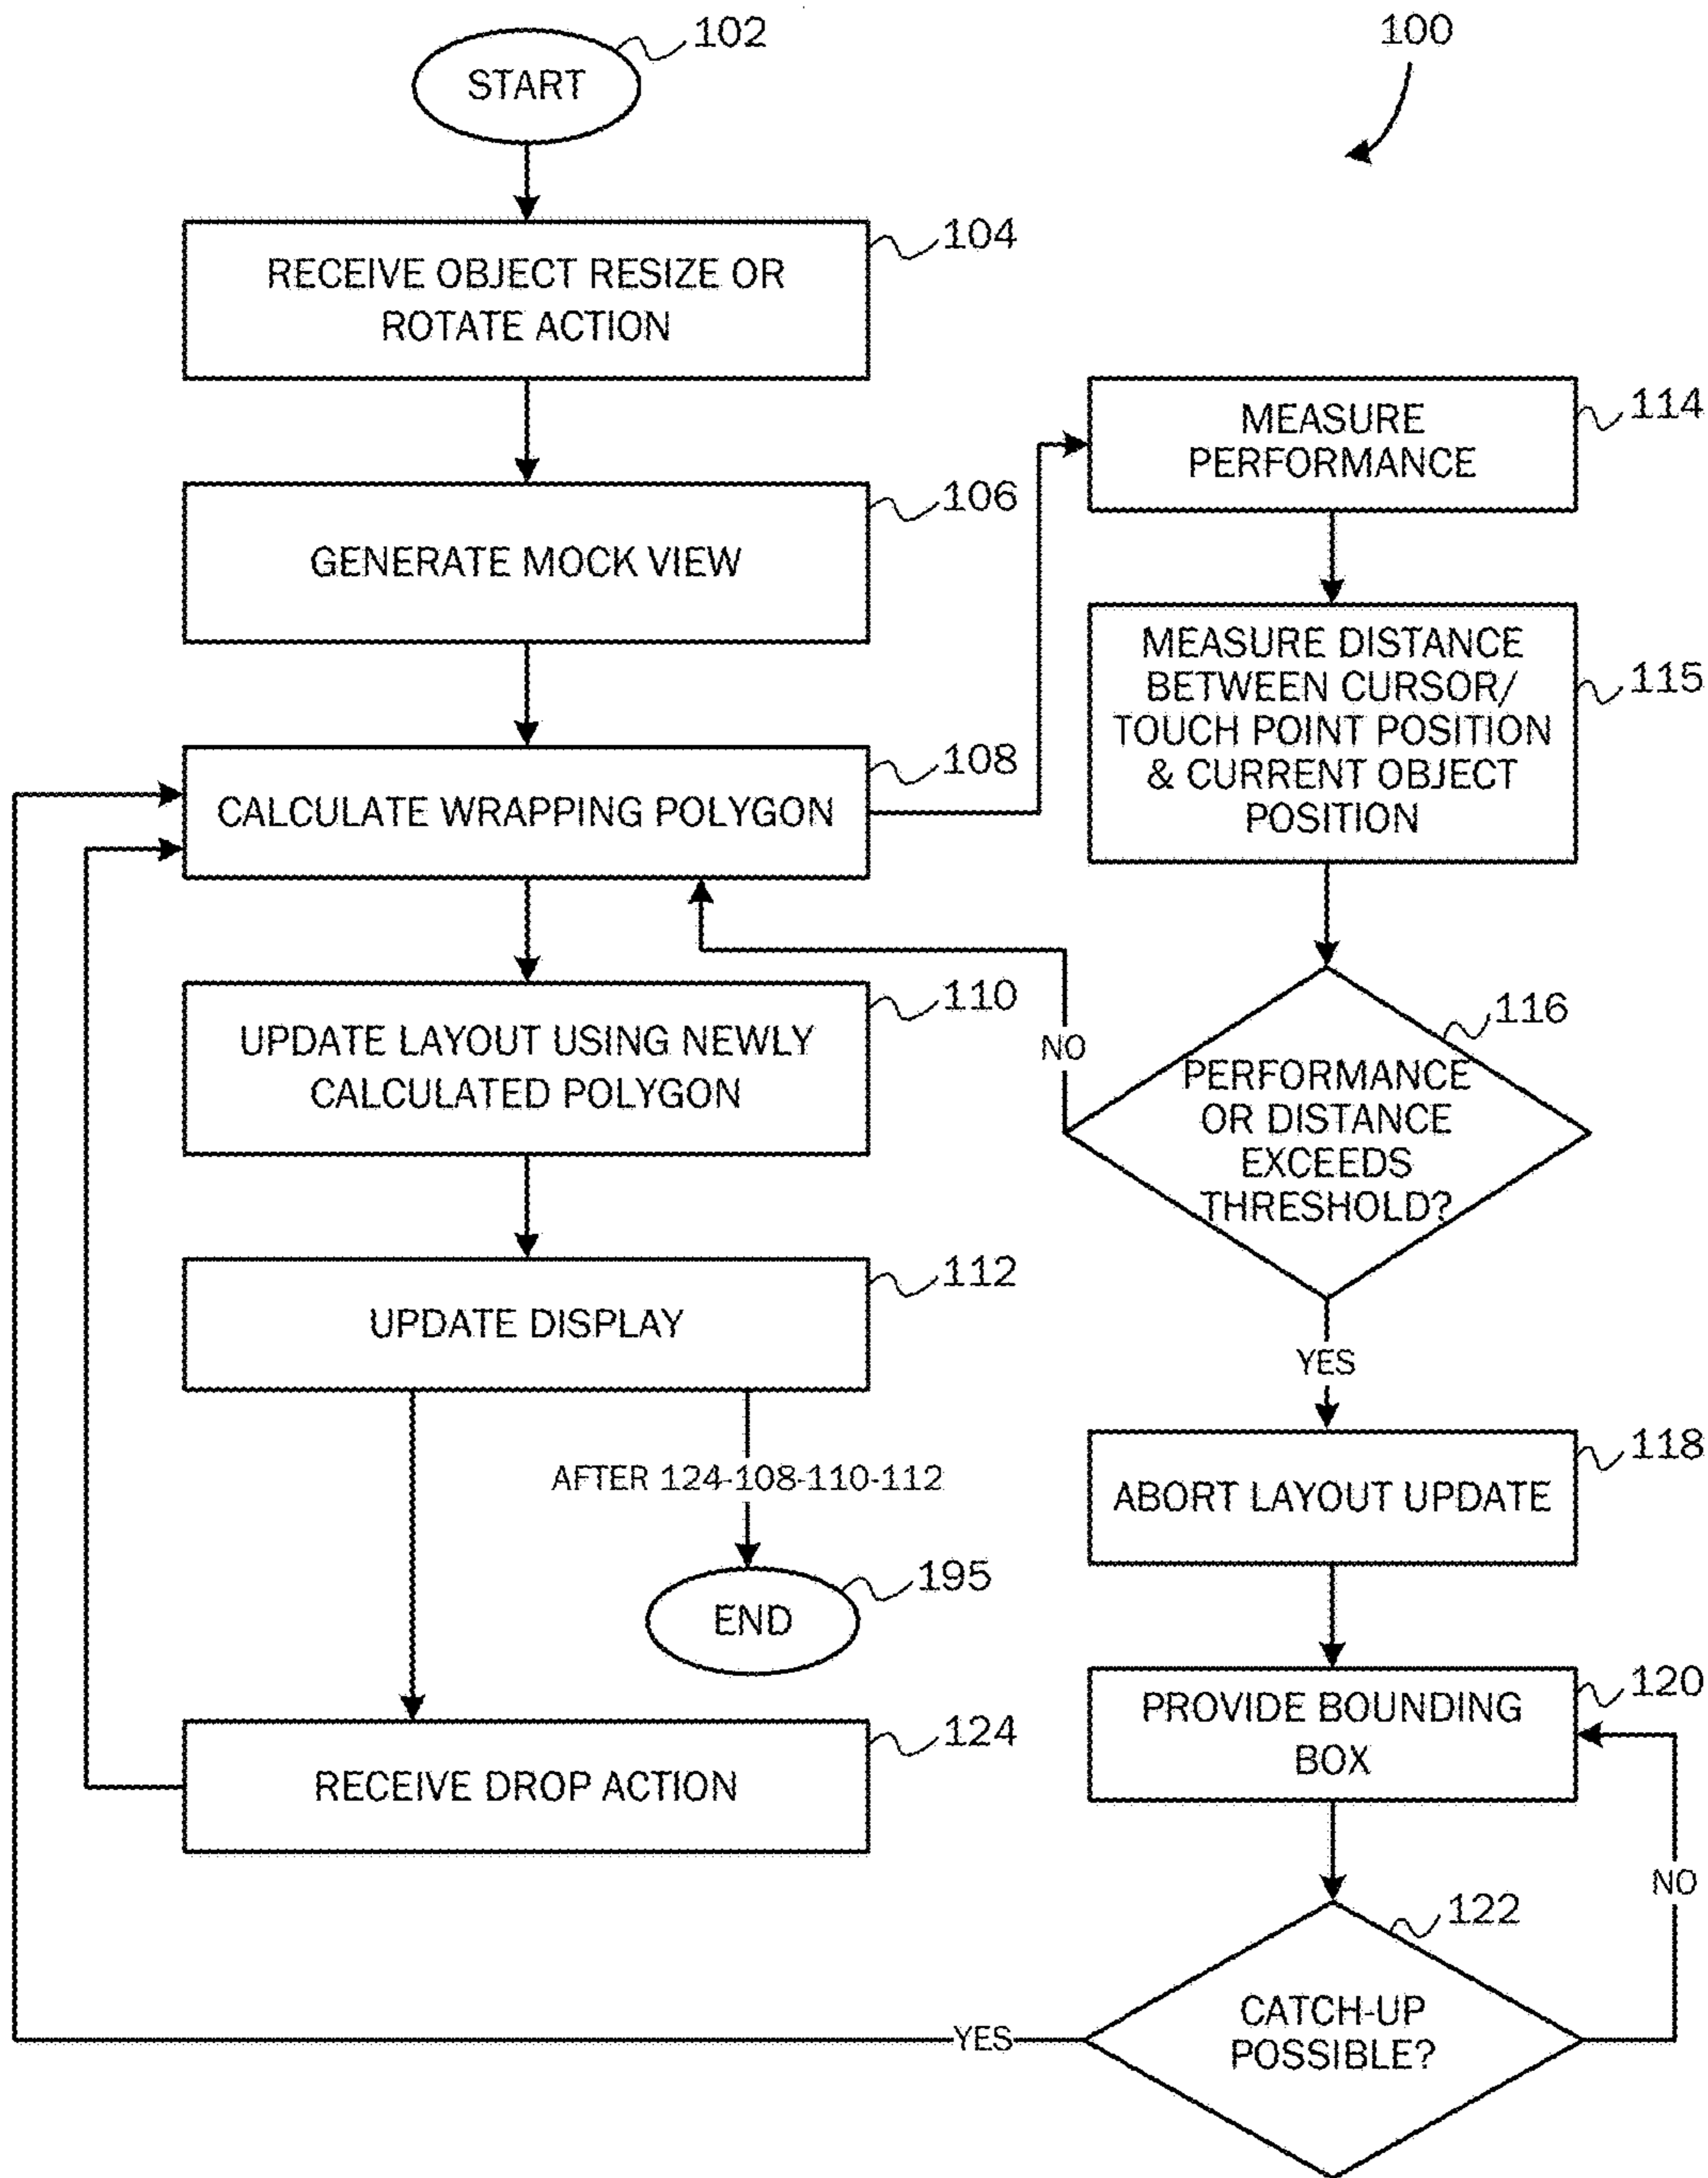 102
START
100
104
RECEIVE OBJECT RESIZE OR
ROTATE ACTION
106
GENERATE MOCK VIEW
108
CALCULATE WRAPPING POLYGON
110
UPDATE LAYOUT USING NEWLY
CALCULATED POLYGON
112
UPDATE DISPLAY
AFTER 124-108-110-112
195
END
124
RECEIVE DROP ACTION
114
MEASURE
PERFORMANCE
115
MEASURE DISTANCE
BETWEEN CURSOR/
TOUCH POINT POSITION
& CURRENT OBJECT
POSITION
116
PERFORMANCE
OR DISTANCE
EXCEEDS
THRESHOLD?
NO
YES
118
ABORT LAYOUT UPDATE
120
PROVIDE BOUNDING
BOX
122
CATCH-UP
POSSIBLE?
NO
YES